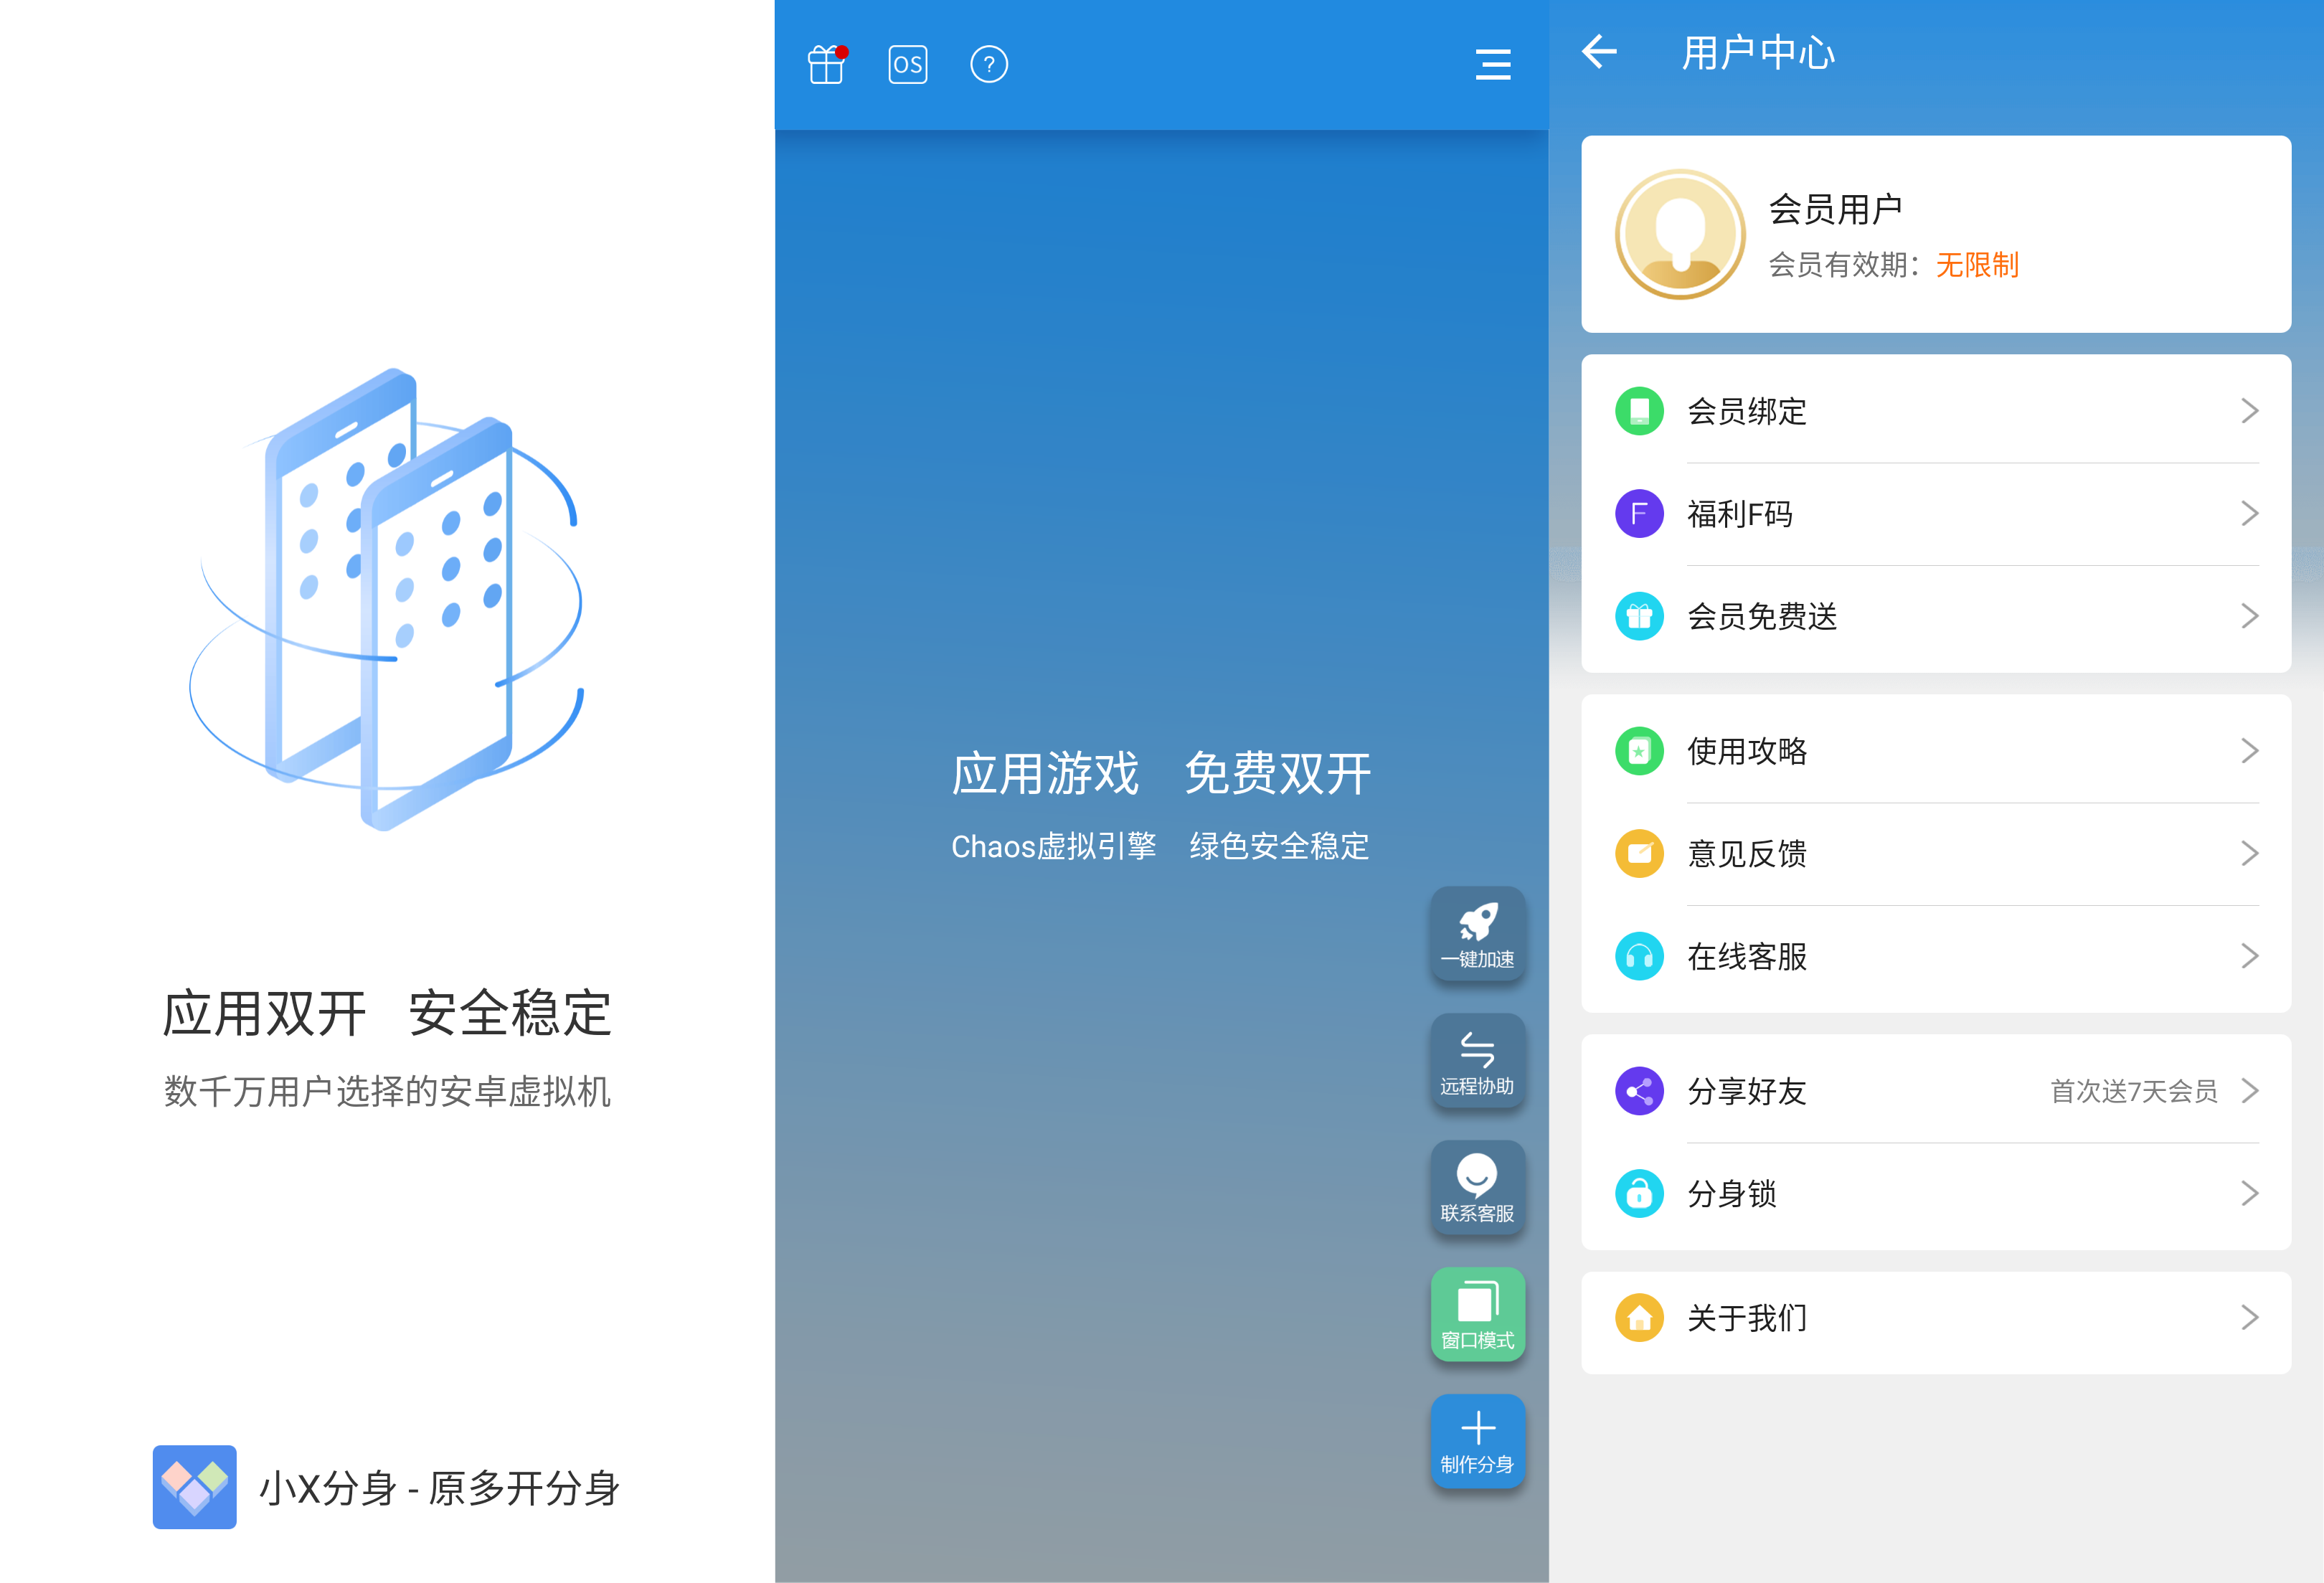 应用双开 安全稳定
数千万用户选择的安卓虚拟机
小X分身 - 原多开分身
OS
?
应用游戏 免费双开
Chaos虚拟引擎 绿色安全稳定
一键加速
远程协助
联系客服
窗口模式
制作分身
用户中心
会员用户
会员有效期：无限制
会员绑定
F 福利F码
会员免费送
使用攻略
意见反馈
在线客服
分享好友 首次送7天会员
分身锁
关于我们